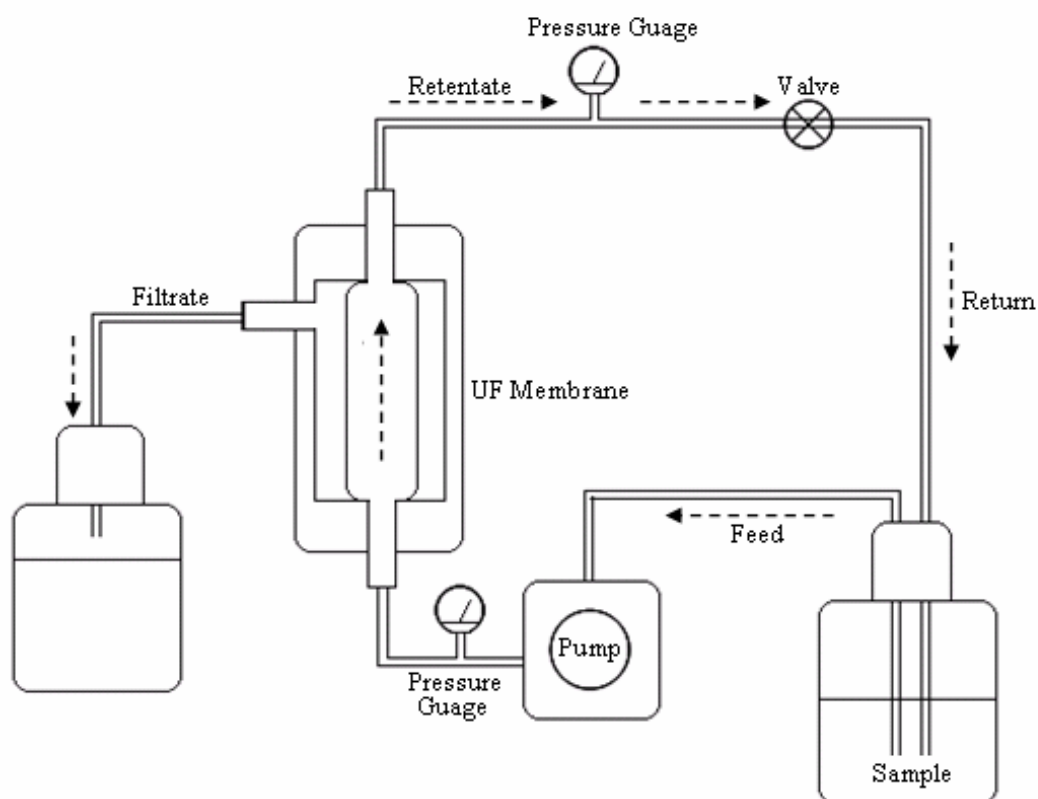 Pressure Guage
Retentate
Valve
Filtrate
Return
UF Membrane
Feed
Pump
Pressure
Guage
Sample